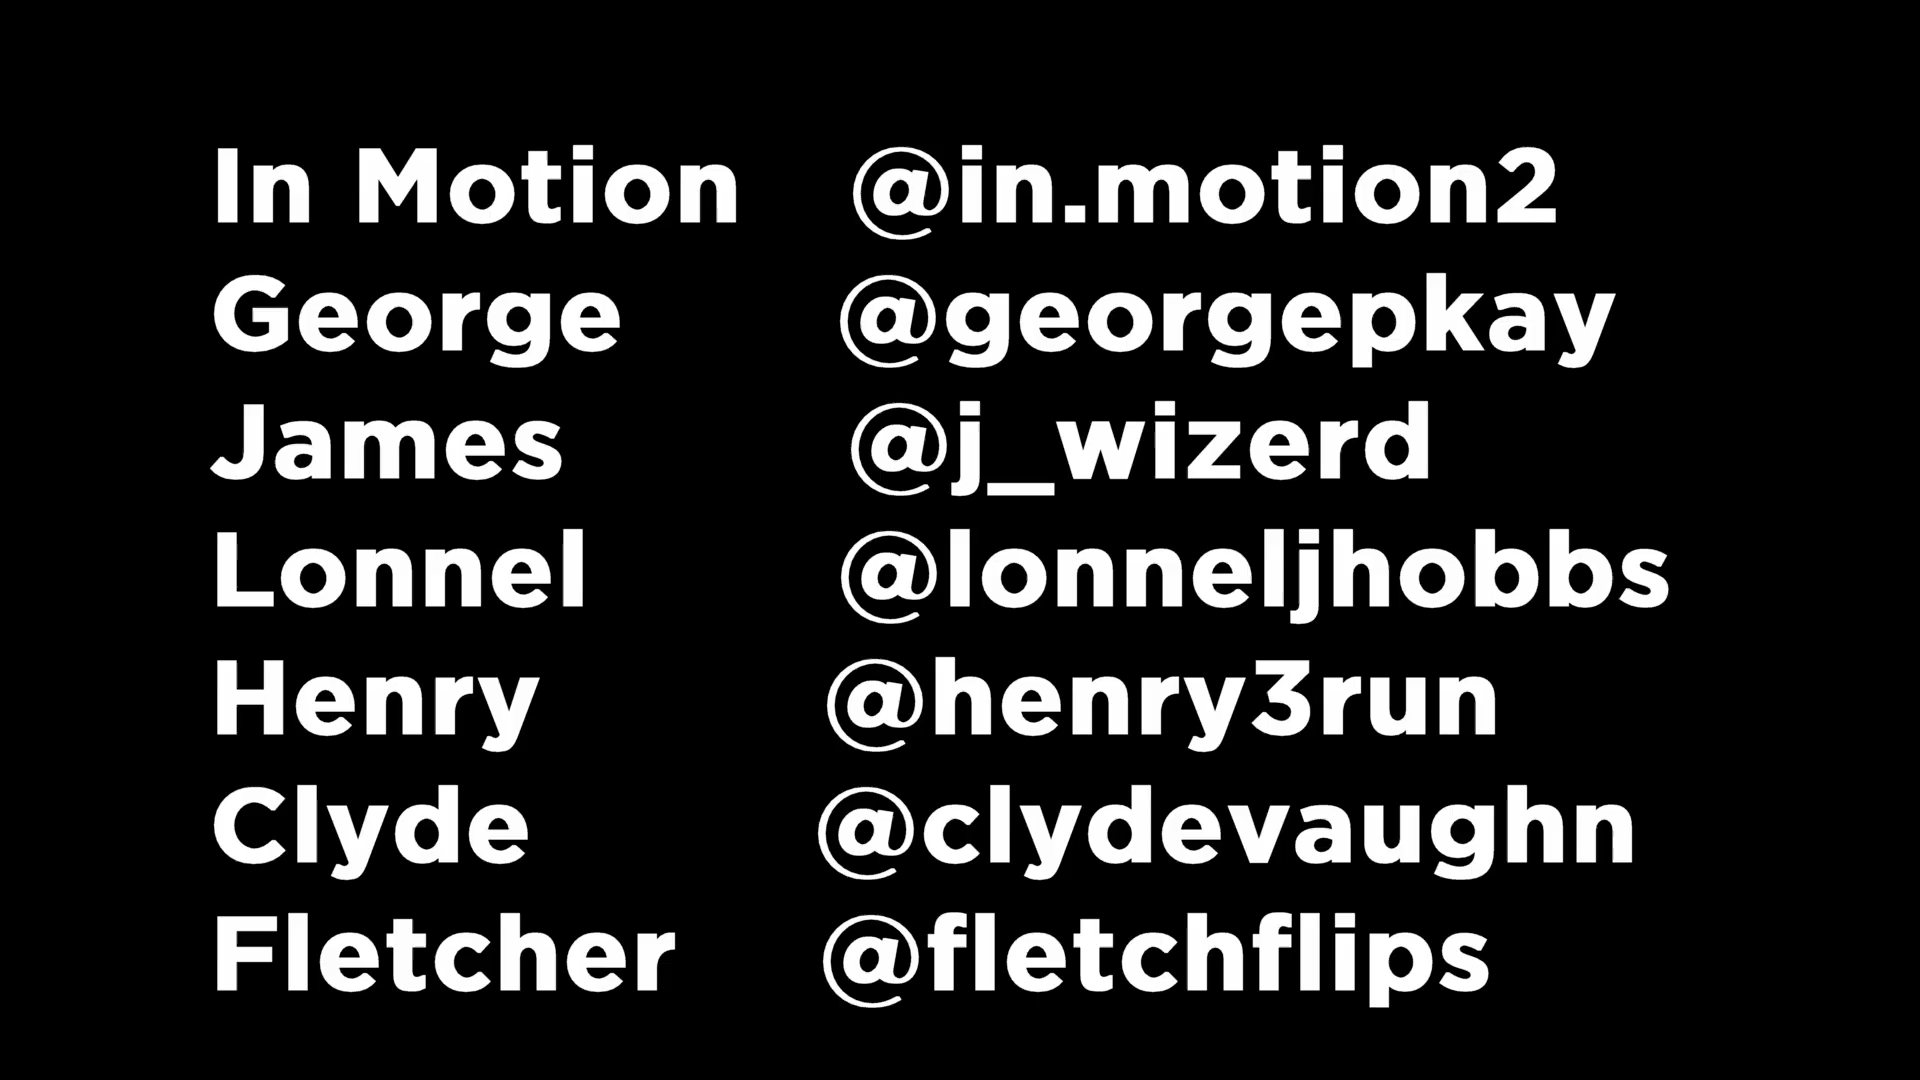 In Motion @in.motion2
George @georgepkay
James @j_wizerd
Lonnel @lonneljhobbs
Henry @henry3run
Clyde @clydevaughn
Fletcher @fletchflips